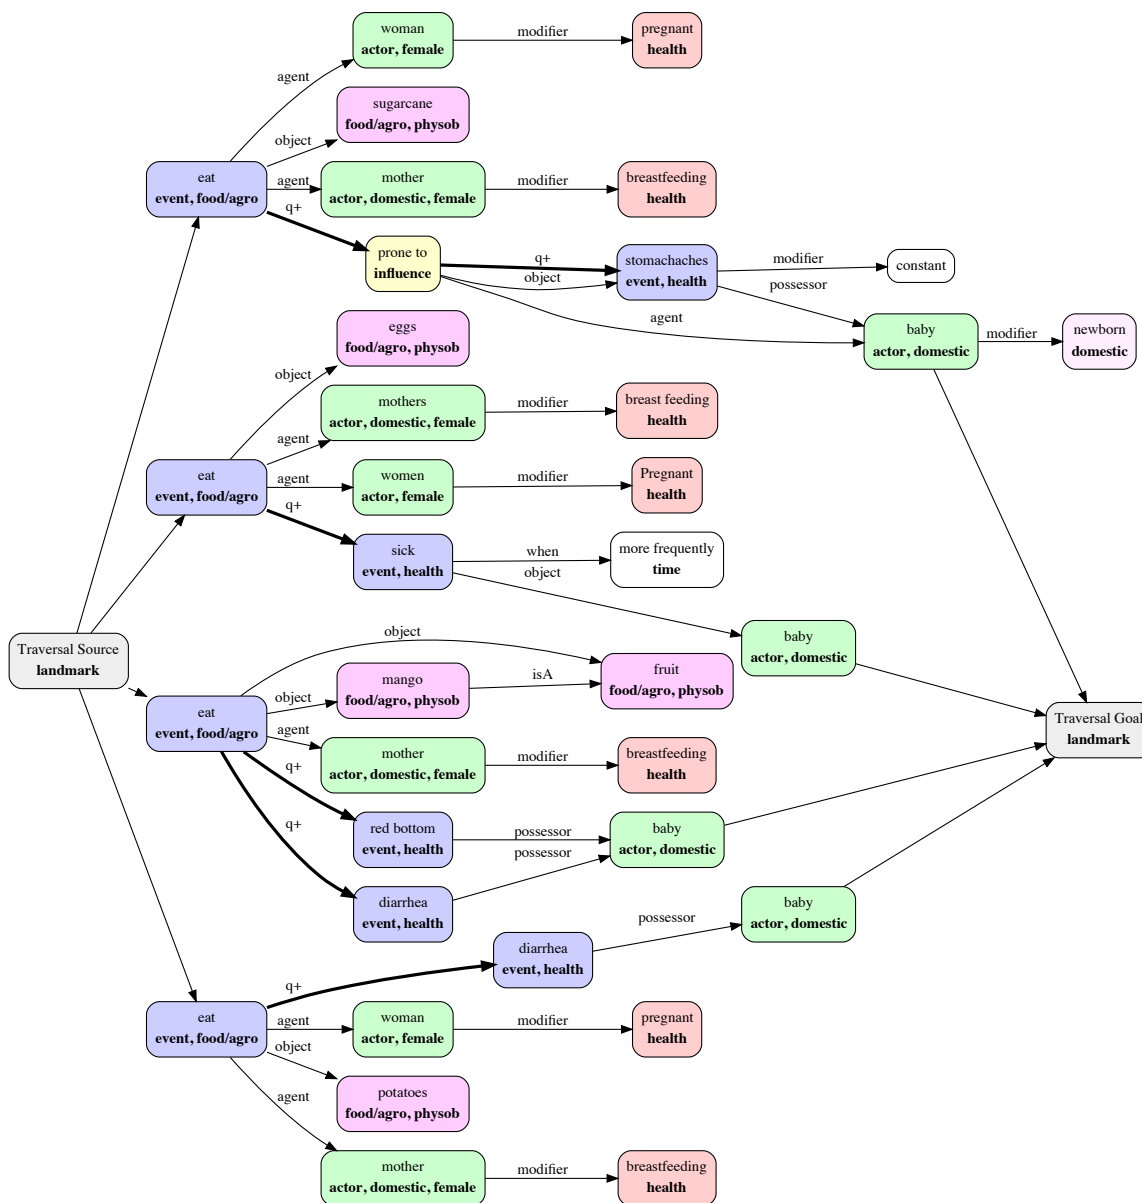 woman
actor, female
modifier
pregnant
health
agent
sugarcane
food/agro, physob
object
eat
event, food/agro
agent
mother
actor, domestic, female
modifier
breastfeeding
health
q+
prone to
influence
q+
object
stomachaches
event, health
modifier
constant
possessor
agent
baby
actor, domestic
modifier
newborn
domestic
eggs
food/agro, physob
object
mothers
actor, domestic, female
modifier
breast feeding
health
agent
eat
event, food/agro
agent
women
actor, female
modifier
Pregnant
health
q+
sick
event, health
when
more frequently
time
object
baby
actor, domestic
Traversal Source
landmark
object
mango
food/agro, physob
isA
fruit
food/agro, physob
object
eat
event, food/agro
agent
mother
actor, domestic, female
modifier
breastfeeding
health
Traversal Goal
landmark
q+
red bottom
event, health
possessor
baby
actor, domestic
q+
possessor
diarrhea
event, health
baby
actor, domestic
possessor
diarrhea
event, health
q+
eat
event, food/agro
agent
woman
actor, female
modifier
pregnant
health
object
potatoes
food/agro, physob
agent
mother
actor, domestic, female
modifier
breastfeeding
health